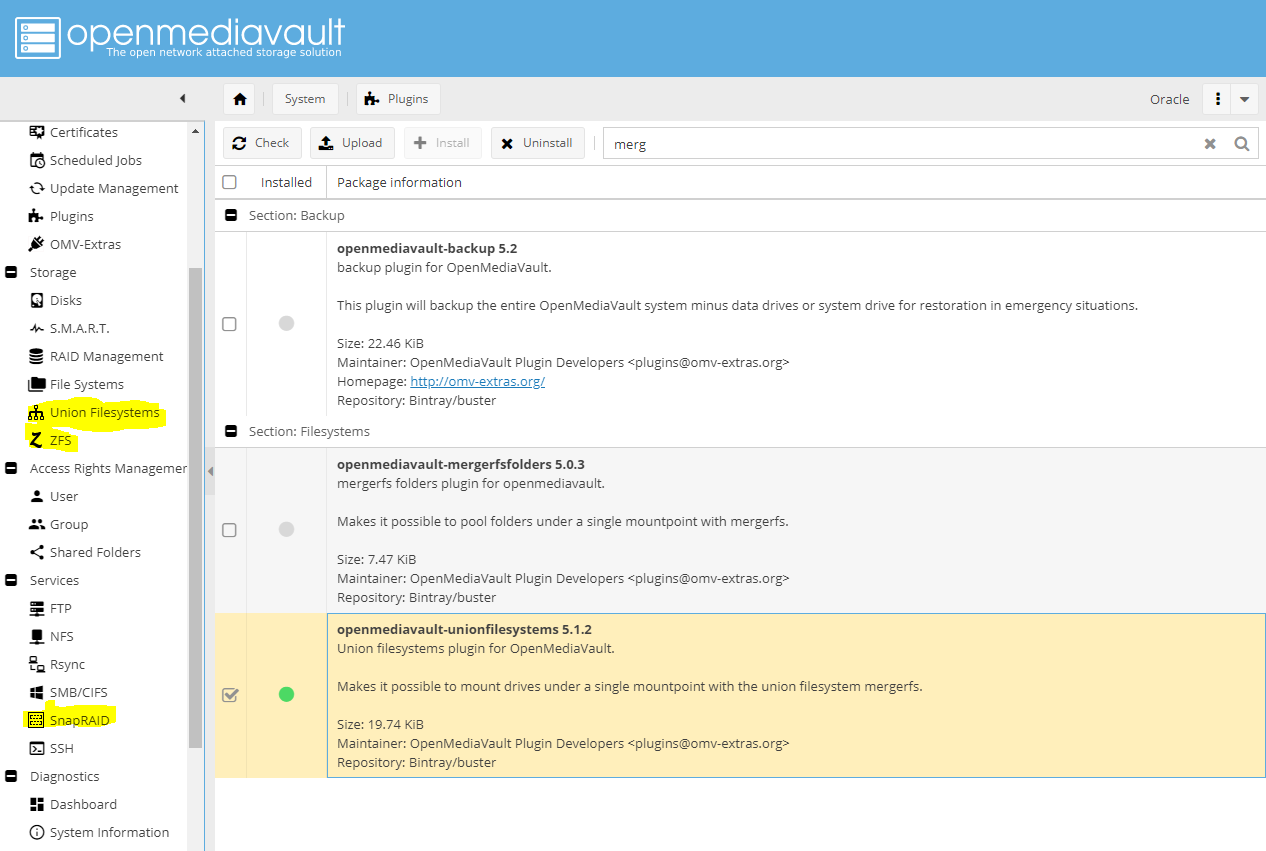 openmediavault
The open network attached storage solution
System
Plugins
Oracle
Certificates
Scheduled Jobs
Update Management
Plugins
OMV-Extras
Storage
Disks
S.M.A.R.T.
RAID Management
File Systems
Union Filesystems
ZFS
Access Rights Managemen
User
Group
Shared Folders
Services
FTP
NFS
Rsync
SMB/CIFS
SnapRAID
SSH
Diagnostics
Dashboard
System Information
Check
Upload
Install
Uninstall
merg
Installed
Package information
Section: Backup
openmediavault-backup 5.2
backup plugin for OpenMediaVault.
This plugin will backup the entire OpenMediaVault system minus data drives or system drive for restoration in emergency situations.
Size: 22.46 KiB
Maintainer: OpenMediaVault Plugin Developers <plugins@omv-extras.org>
Homepage: http://omv-extras.org/
Repository: Bintray/buster
Section: Filesystems
openmediavault-mergerfsfolders 5.0.3
mergerfs folders plugin for openmediavault.
Makes it possible to pool folders under a single mountpoint with mergerfs.
Size: 7.47 KiB
Maintainer: OpenMediaVault Plugin Developers <plugins@omv-extras.org>
Repository: Bintray/buster
openmediavault-unionfilesystems 5.1.2
Union filesystems plugin for OpenMediaVault.
Makes it possible to mount drives under a single mountpoint with the union filesystem mergerfs.
Size: 19.74 KiB
Maintainer: OpenMediaVault Plugin Developers <plugins@omv-extras.org>
Repository: Bintray/buster